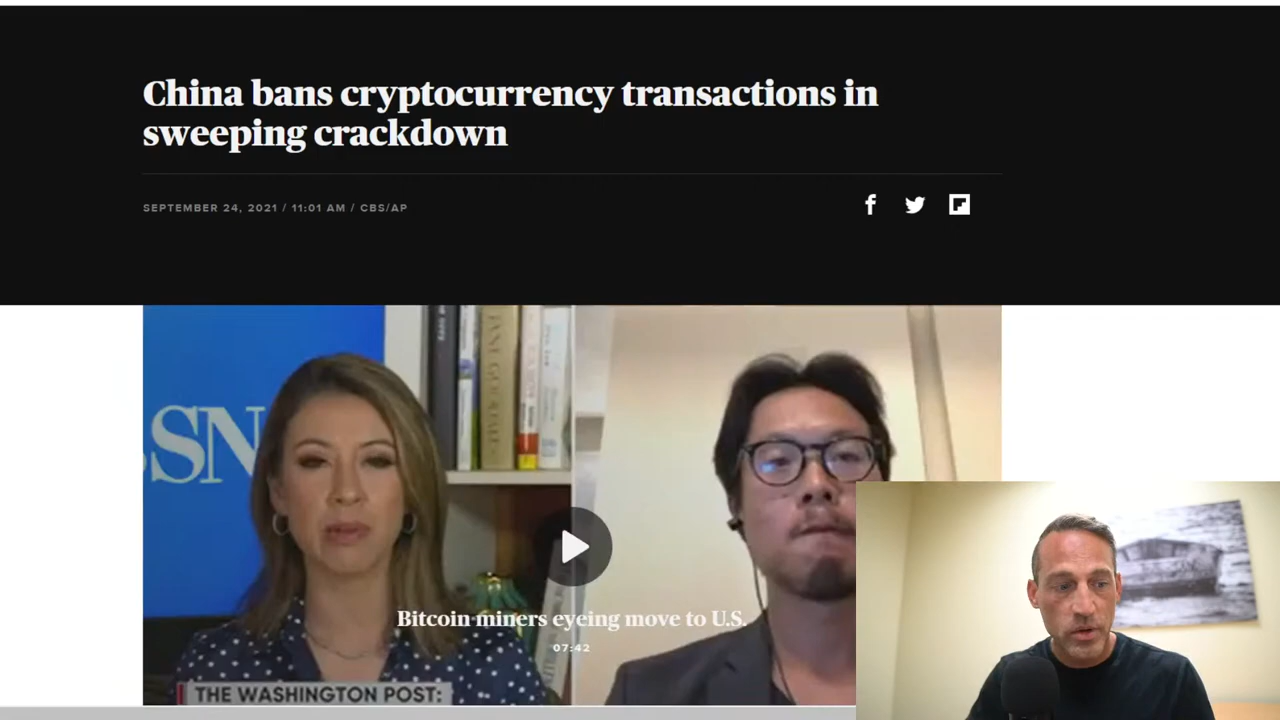 China bans cryptocurrency transactions in
sweeping crackdown
SEPTEMBER 24, 2021 / 11:01 AM / CBS/AP
SN
Bitcoin miners eyeing move to U.S.
07:42
THE WASHINGTON POST: